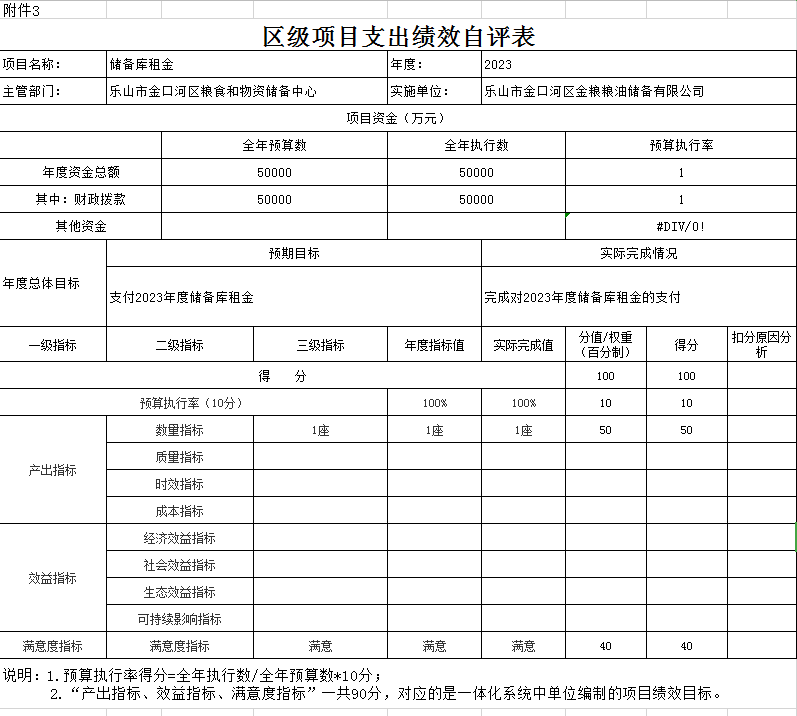 附件3
区级项目支出绩效自评表
项目名称： 储备库租金 年度： 2023
主管部门： 乐山市金口河区粮食和物资储备中心 实施单位： 乐山市金口河区金粮粮油储备有限公司
项目资金（万元）
全年预算数 全年执行数 预算执行率
年度资金总额 50000 50000 1
其中：财政拨款 50000 50000 1
其他资金 #DIV/0!
年度总体目标
预期目标 实际完成情况
支付2023年度储备库租金 完成对2023年度储备库租金的支付
一级指标 二级指标 三级指标 年度指标值 实际完成值 分值/权重（百分制） 得分 扣分原因分析
得 分 100 100
预算执行率（10分） 100% 100% 10 10
产出指标
数量指标 1座 1座 1座 50 50
质量指标
时效指标
成本指标
效益指标
经济效益指标
社会效益指标
生态效益指标
可持续影响指标
满意度指标 满意度指标 满意 满意 满意 40 40
说明：1.预算执行率得分=全年执行数/全年预算数*10分；
2.“产出指标、效益指标、满意度指标”一共90分，对应的是一体化系统中单位编制的项目绩效目标。